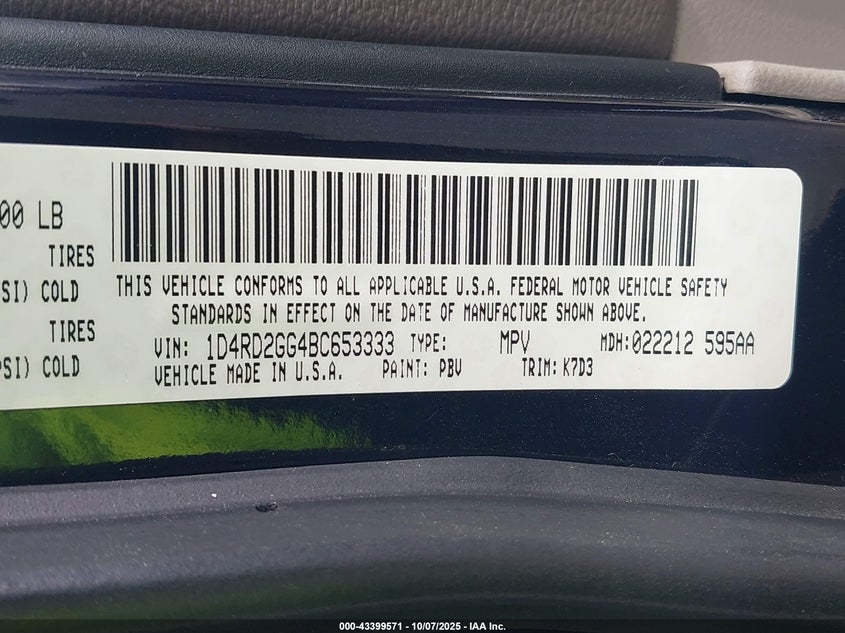 00 LB
TIRES
SI) COLD
TIRES
PSI) COLD
THIS VEHICLE CONFORMS TO ALL APPLICABLE U.S.A. FEDERAL MOTOR VEHICLE SAFETY
STANDARDS IN EFFECT ON THE DATE OF MANUFACTURE SHOWN ABOVE.
VIN: 1D4RD2GG4BC653333 TYPE: MPV MDH:022212 595AA
VEHICLE MADE IN U.S.A. PAINT: PBV TRIM: K7D3
000-43399571 - 10/07/2025 - IAA Inc.